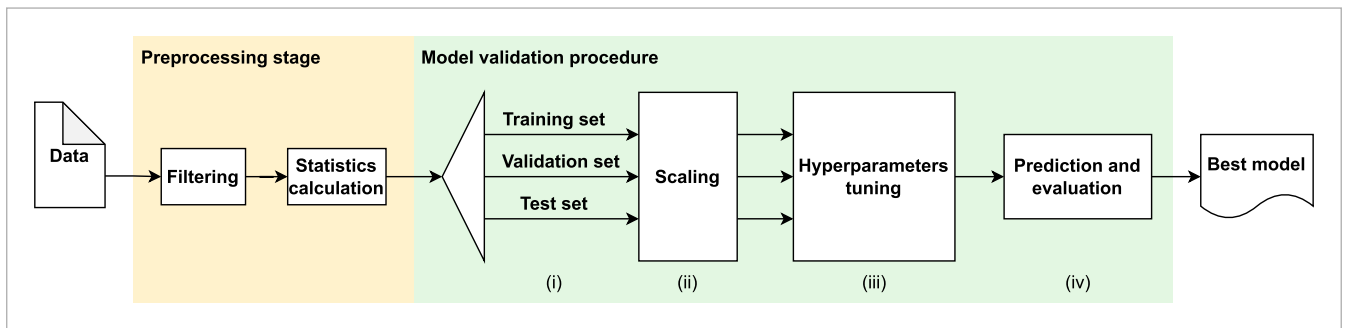 Preprocessing stage
Model validation procedure
Data
Filtering
Statistics
calculation
Training set
Validation set
Test set
Scaling
Hyperparameters
tuning
Prediction and
evaluation
Best model
(i)
(ii)
(iii)
(iv)